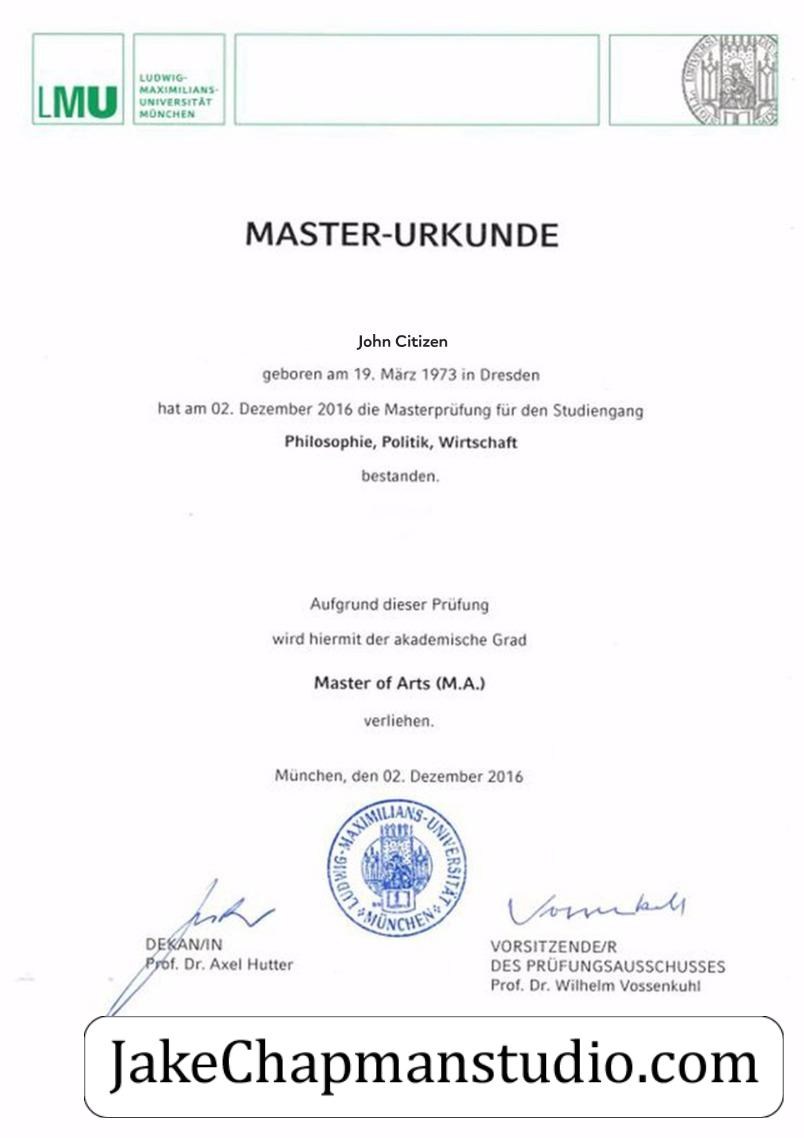 LMU
LUDWIG-
MAXIMILIANS-
UNIVERSITÄT
MÜNCHEN
MASTER-URKUNDE
John Citizen
geboren am 19. März 1973 in Dresden
hat am 02. Dezember 2016 die Masterprüfung für den Studiengang
Philosophie, Politik, Wirtschaft
bestanden.
Aufgrund dieser Prüfung
wird hiermit der akademische Grad
Master of Arts (M.A.)
verliehen.
München, den 02. Dezember 2016
LUDWIG-MAXIMILIANS-UNIVERSITÄT
MÜNCHEN
DEKAN/IN
Prof. Dr. Axel Hutter
Vossenkuhl
VORSITZENDE/R
DES PRÜFUNGSAUSSCHUSSES
Prof. Dr. Wilhelm Vossenkuhl
JakeChapmanstudio.com